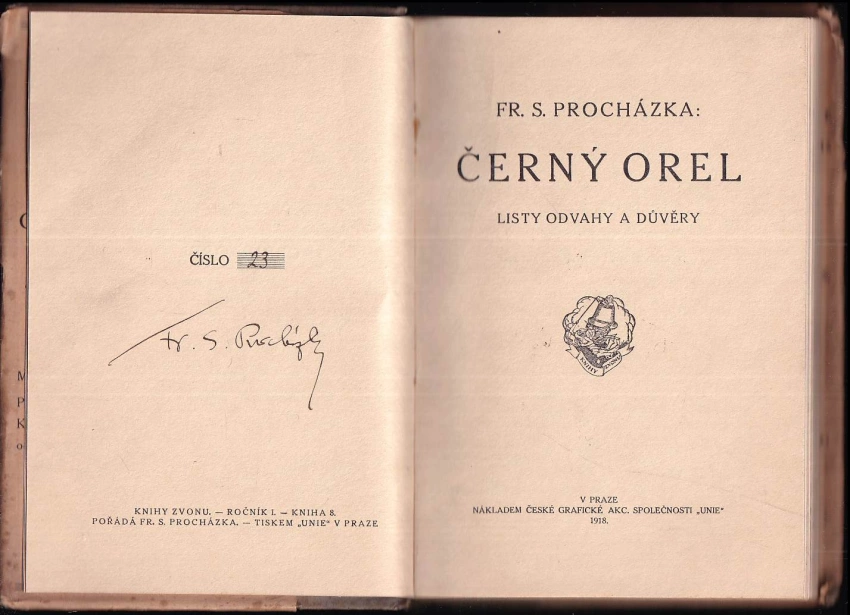 ČÍSLO 23
Fr. S. Procházka
KNIHY ZVONU. — ROČNÍK I. — KNIHA 8.
POŘÁDÁ FR. S. PROCHÁZKA. — TISKEM „UNIE“ V PRAZE
FR. S. PROCHÁZKA:
ČERNÝ OREL
LISTY ODVAHY A DŮVĚRY
V PRAZE
NÁKLADEM ČESKÉ GRAFICKÉ AKC. SPOLEČNOSTI „UNIE“
1918.